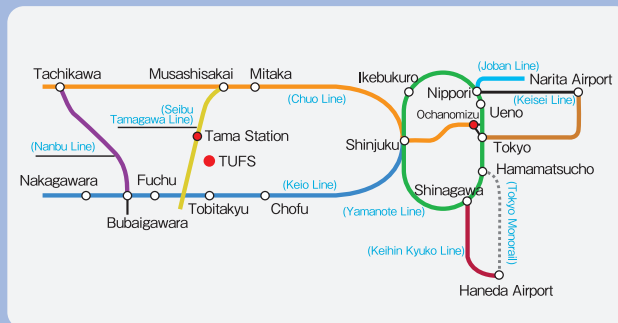 Tachikawa
Musashisakai
Mitaka
Ikebukuro
(Joban Line)
Nippori
Narita Airport
(Chuo Line)
(Keisei Line)
(Seibu
Tamagawa Line)
Ueno
Ochanomizu
Tama Station
Shinjuku
Tokyo
(Nanbu Line)
TUFS
Hamamatsucho
Nakagawara
Fuchu
(Keio Line)
Shinagawa
Bubaigawara
Tobitakyu
Chofu
(Yamanote Line)
(Tokyo Monorail)
(Keihin Kyuko Line)
Haneda Airport